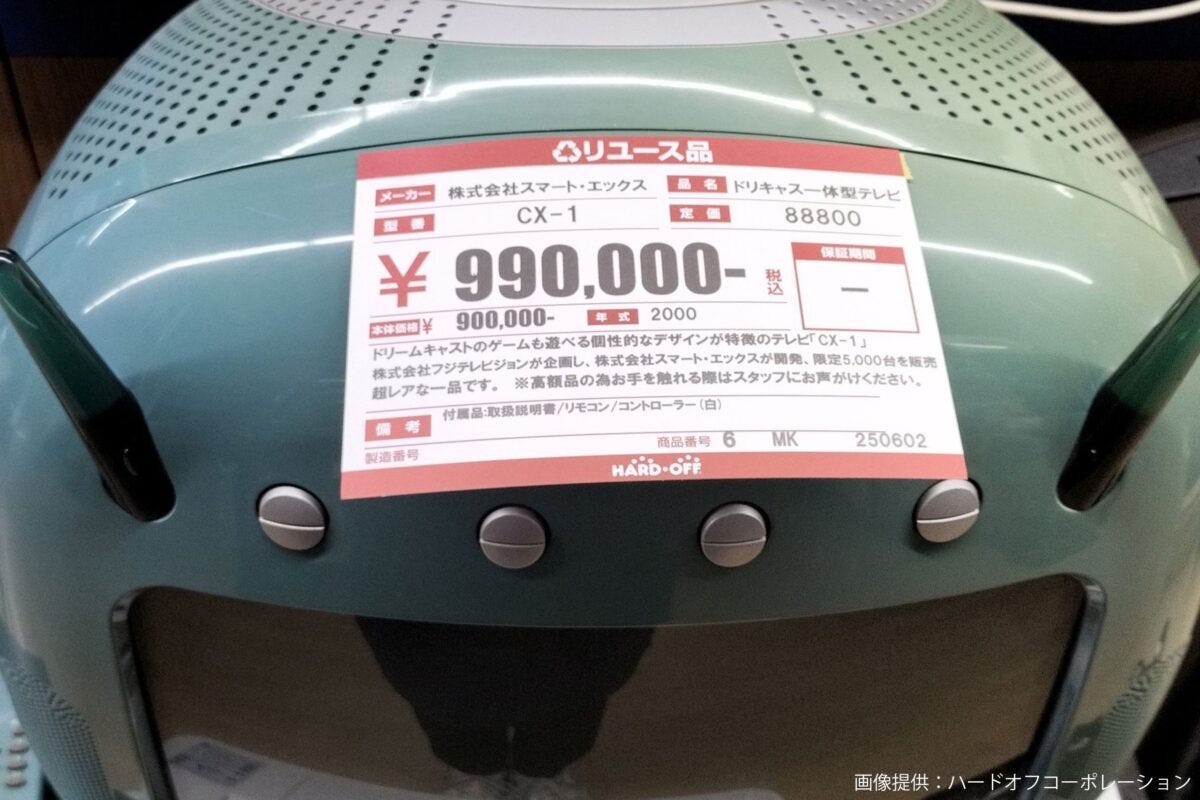 リユース品
メーカー 株式会社スマート・エックス 品名 ドリキャス一体型テレビ
型番 CX-1 定価 88800
¥990,000- 税込 保証期間
本体価格 ¥ 900,000- 年式 2000 ー
ドリームキャストのゲームも遊べる個性的なデザインが特徴のテレビ「CX-1」
株式会社フジテレビジョンが企画し、株式会社スマート・エックスが開発、限定5,000台を販売
超レアな一品です。 ※高額品の為お手を触れる際はスタッフにお声がけください。
備考 付属品:取扱説明書/リモコン/コントローラー(白)
製造番号 商品番号 6 MK 250602
HARD・OFF
画像提供：ハードオフコーポレーション